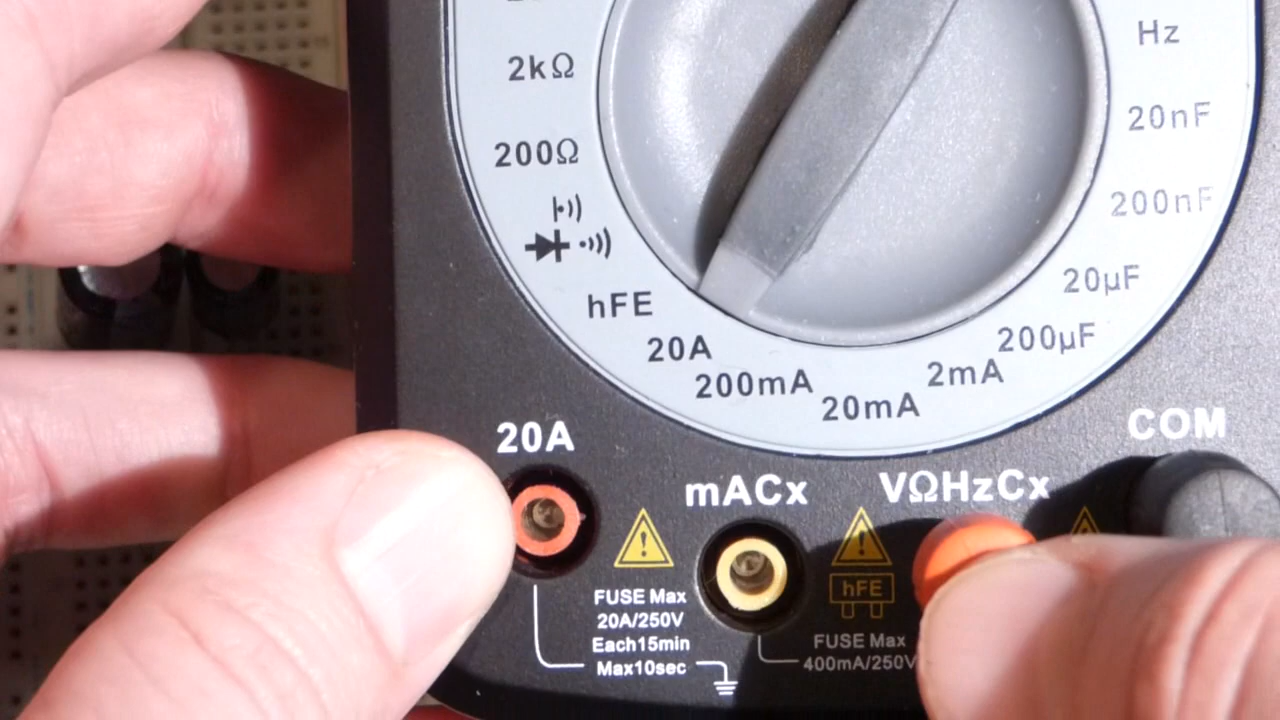 2kΩ
200Ω
hFE
20A
200mA
20mA
2mA
200µF
20µF
200nF
20nF
Hz
20A
mACx
VΩHzCx
COM
FUSE Max
20A/250V
Each15min
Max10sec
hFE
FUSE Max
400mA/250V